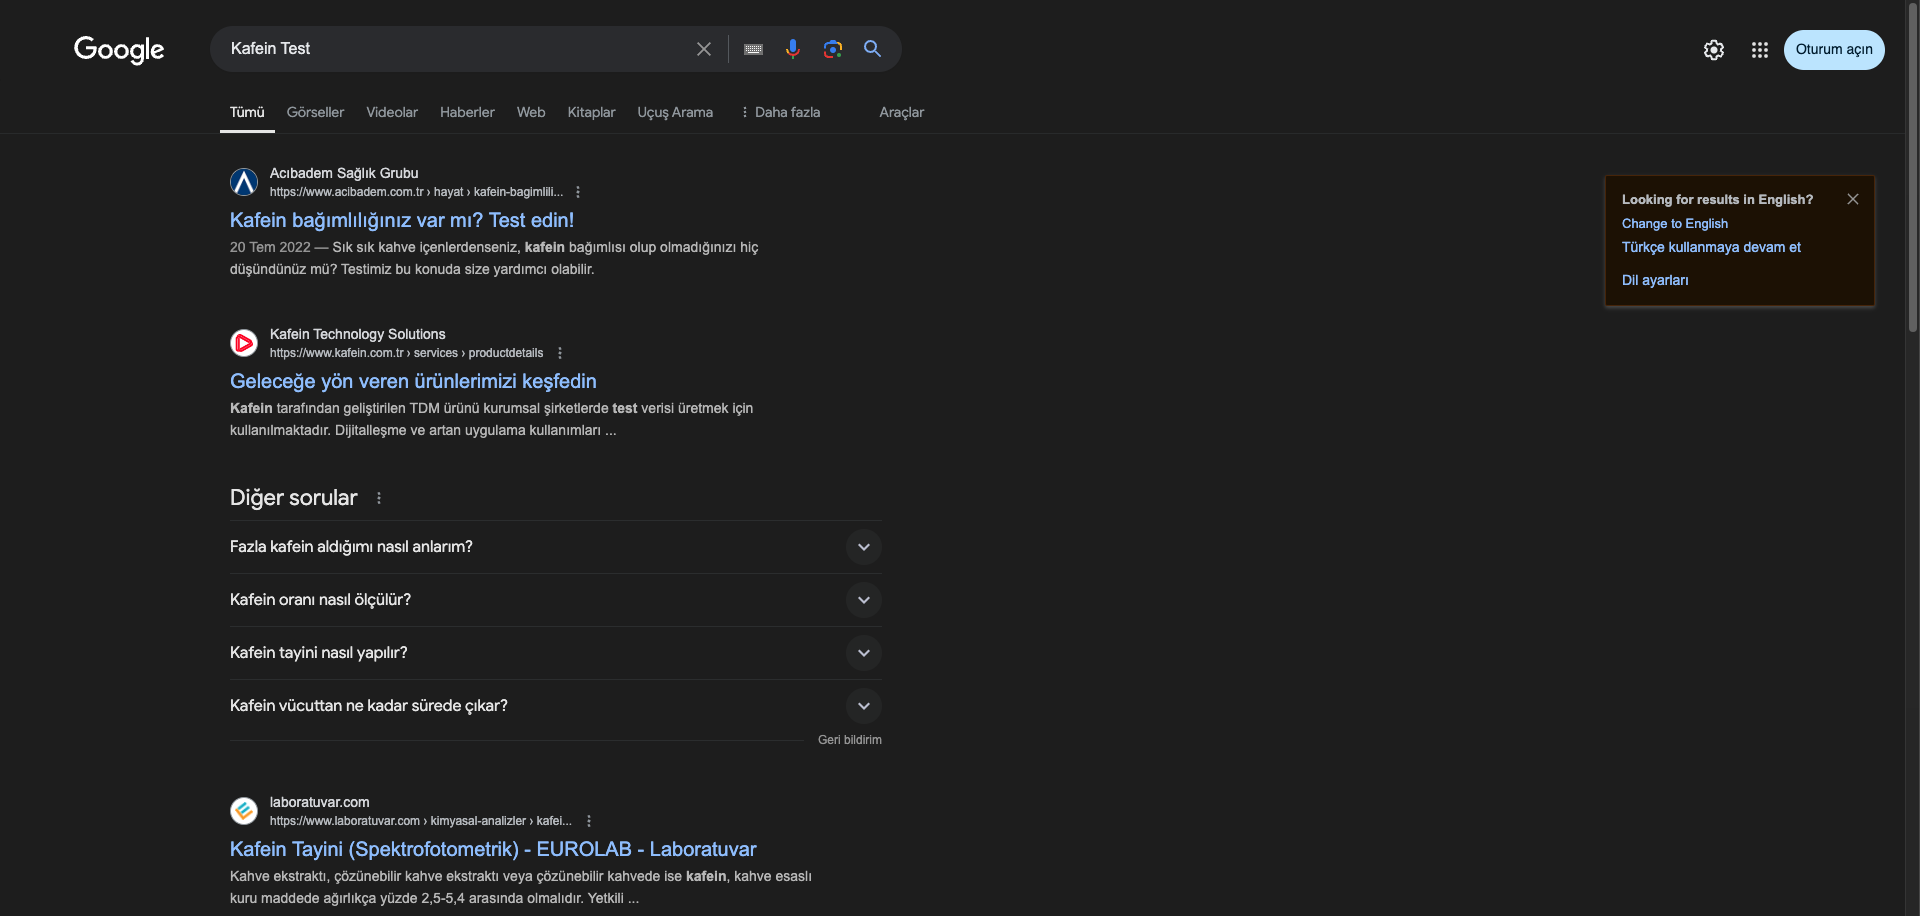 Google
Kafein Test
Oturum açın
Tümü
Görseller
Videolar
Haberler
Web
Kitaplar
Uçuş Arama
Daha fazla
Araçlar
Acıbadem Sağlık Grubu
https://www.acibadem.com.tr › hayat › kafein-bagimlili...
Kafein bağımlılığınız var mı? Test edin!
20 Tem 2022 — Sık sık kahve içenlerdenseniz, kafein bağımlısı olup olmadığınızı hiç
düşündünüz mü? Testimiz bu konuda size yardımcı olabilir.
Looking for results in English?
Change to English
Türkçe kullanmaya devam et
Dil ayarları
Kafein Technology Solutions
https://www.kafein.com.tr › services › productdetails
Geleceğe yön veren ürünlerimizi keşfedin
Kafein tarafından geliştirilen TDM ürünü kurumsal şirketlerde test verisi üretmek için
kullanılmaktadır. Dijitalleşme ve artan uygulama kullanımları ...
Diğer sorular
Fazla kafein aldığımı nasıl anlarım?
Kafein oranı nasıl ölçülür?
Kafein tayini nasıl yapılır?
Kafein vücuttan ne kadar sürede çıkar?
Geri bildirim
laboratuvar.com
https://www.laboratuvar.com › kimyasal-analizler › kafei...
Kafein Tayini (Spektrofotometrik) - EUROLAB - Laboratuvar
Kahve ekstraktı, çözünebilir kahve ekstraktı veya çözünebilir kahvede ise kafein, kahve esaslı
kuru maddede ağırlıkça yüzde 2,5-5,4 arasında olmalıdır. Yetkili ...